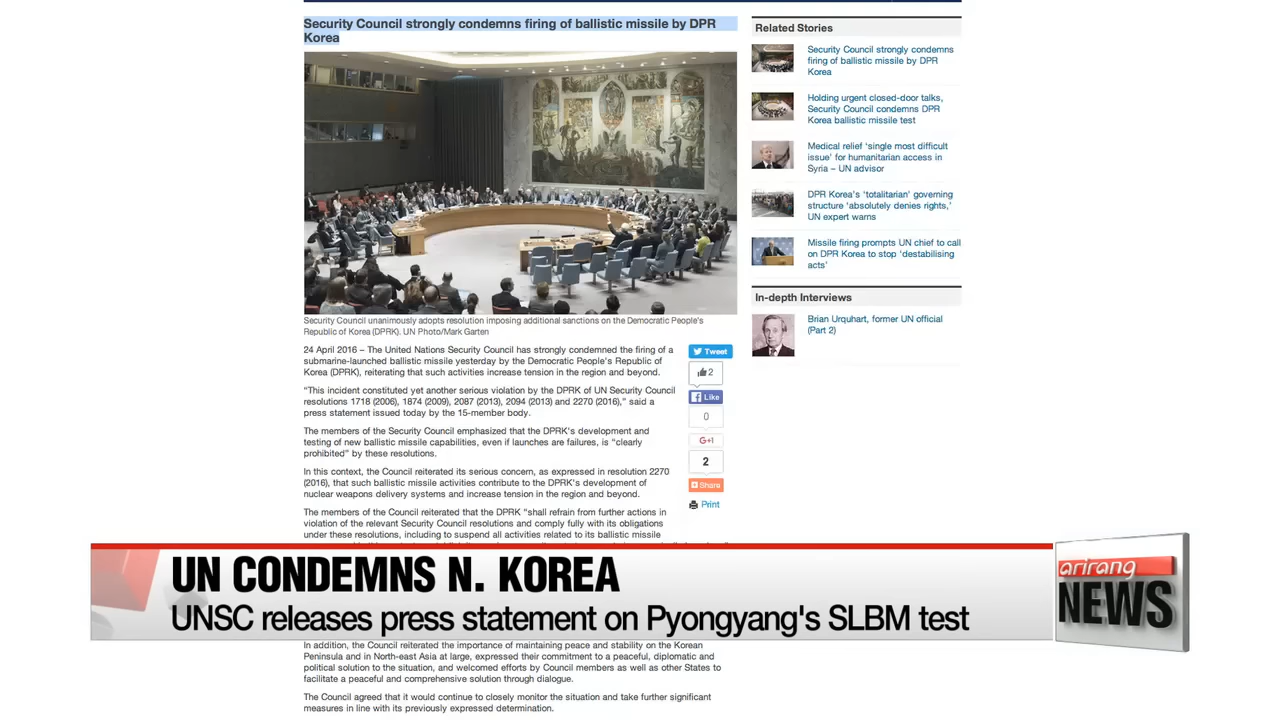 Security Council strongly condemns firing of ballistic missile by DPR
Korea
Security Council unanimously adopts resolution imposing additional sanctions on the Democratic People's
Republic of Korea (DPRK). UN Photo/Mark Garten
24 April 2016 – The United Nations Security Council has strongly condemned the firing of a
submarine-launched ballistic missile yesterday by the Democratic People's Republic of
Korea (DPRK), reiterating that such activities increase tension in the region and beyond.
“This incident constituted yet another serious violation by the DPRK of UN Security Council
resolutions 1718 (2006), 1874 (2009), 2087 (2013), 2094 (2013) and 2270 (2016),” said a
press statement issued today by the 15-member body.
The members of the Security Council emphasized that the DPRK's development and
testing of new ballistic missile capabilities, even if launches are failures, is “clearly
prohibited” by these resolutions.
In this context, the Council reiterated its serious concern, as expressed in resolution 2270
(2016), that such ballistic missile activities contribute to the DPRK's development of
nuclear weapons delivery systems and increase tension in the region and beyond.
The members of the Council reiterated that the DPRK “shall refrain from further actions in
violation of the relevant Security Council resolutions and comply fully with its obligations
under these resolutions, including to suspend all activities related to its ballistic missile
Tweet
2
Like
0
G+1
2
Share
Print
Related Stories
Security Council strongly condemns
firing of ballistic missile by DPR
Korea
Holding urgent closed-door talks,
Security Council condemns DPR
Korea ballistic missile test
Medical relief ‘single most difficult
issue’ for humanitarian access in
Syria – UN advisor
DPR Korea's ‘totalitarian’ governing
structure ‘absolutely denies rights,’
UN expert warns
Missile firing prompts UN chief to call
on DPR Korea to stop ‘destabilising
acts’
In-depth Interviews
Brian Urquhart, former UN official
(Part 2)
UN CONDEMNS N. KOREA
UNSC releases press statement on Pyongyang's SLBM test
arirang
NEWS
In addition, the Council reiterated the importance of maintaining peace and stability on the Korean
Peninsula and in North-east Asia at large, expressed their commitment to a peaceful, diplomatic and
political solution to the situation, and welcomed efforts by Council members as well as other States to
facilitate a peaceful and comprehensive solution through dialogue.
The Council agreed that it would continue to closely monitor the situation and take further significant
measures in line with its previously expressed determination.